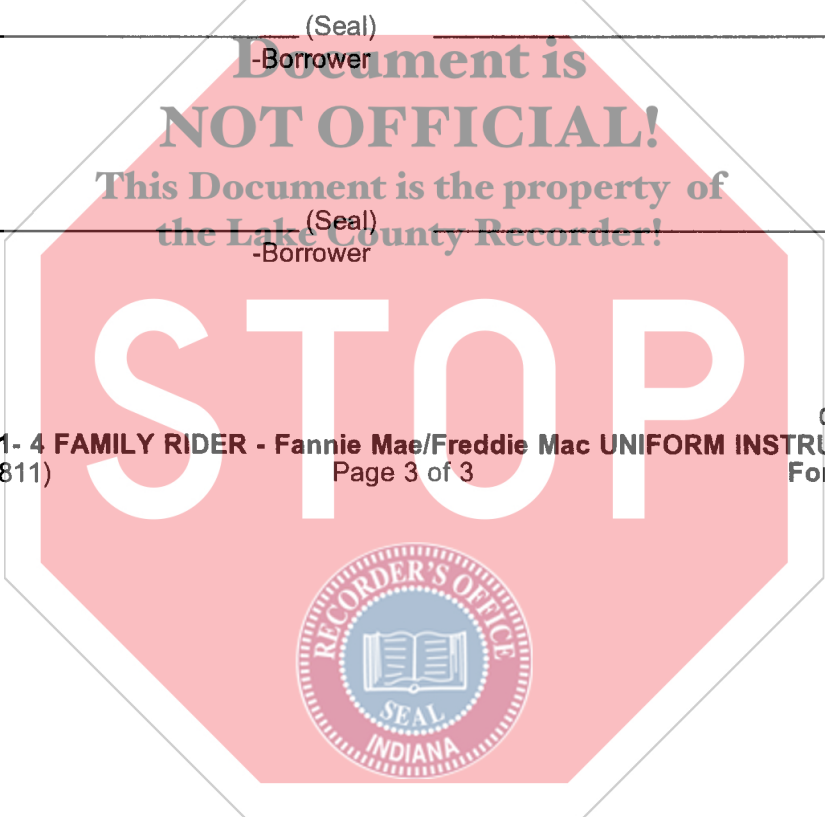 (Seal)
Document is
-Borrower
NOT OFFICIAL!
This Document is the property of
(Seal)
the Lake County Recorder!
-Borrower
STOP
1- 4 FAMILY RIDER - Fannie Mae/Freddie Mac UNIFORM INSTRU
811) Page 3 of 3 For
RECORDER'S OFFICE
SEAL
INDIANA